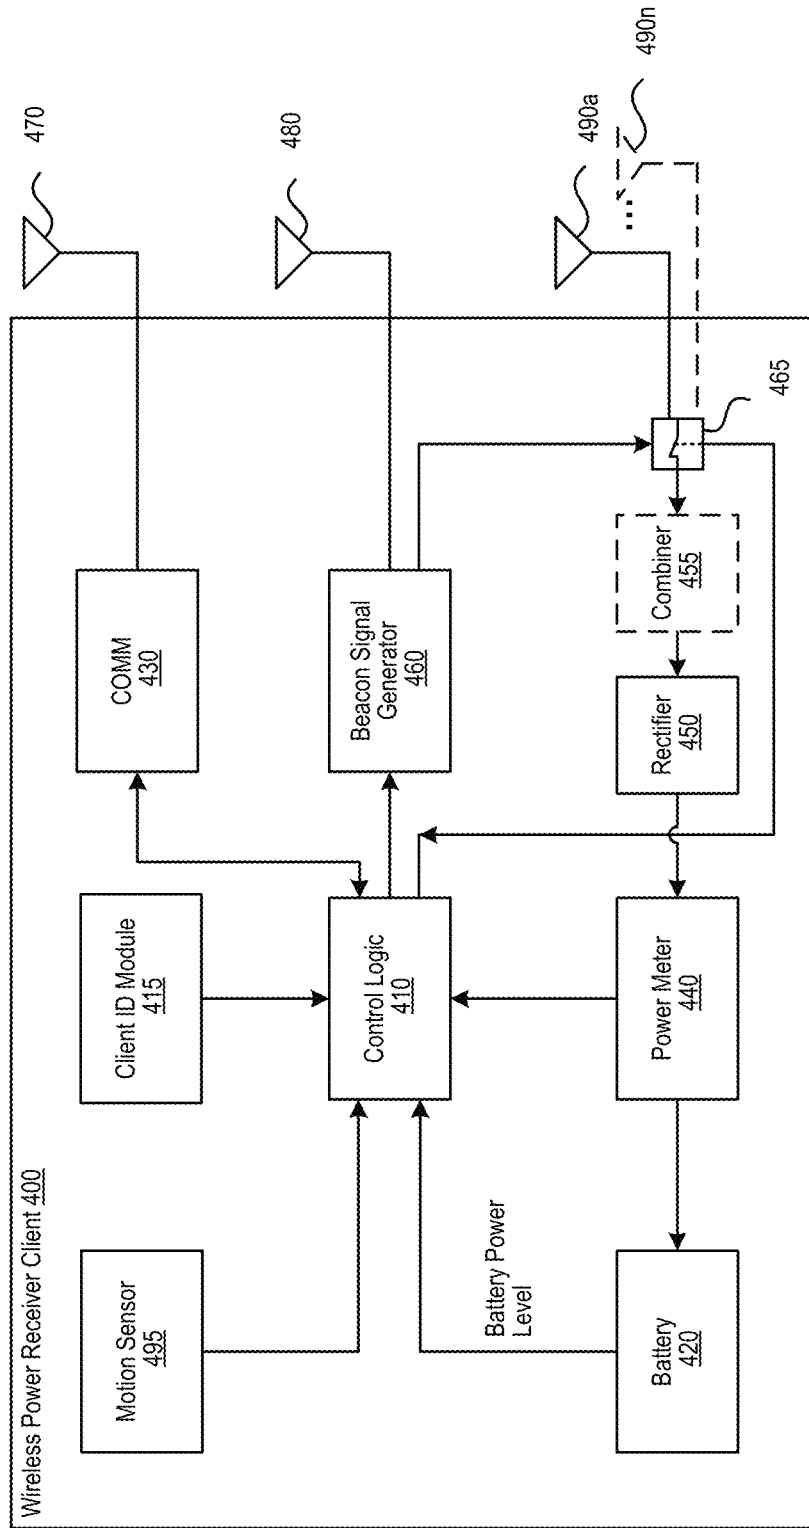 Wireless Power Receiver Client 400
Motion Sensor
495
Client ID Module
415
COMM
430
470
Control Logic
410
Beacon Signal
Generator
460
480
Battery Power
Level
Battery
420
Power Meter
440
Rectifier
450
Combiner
455
465
490a
...
490n